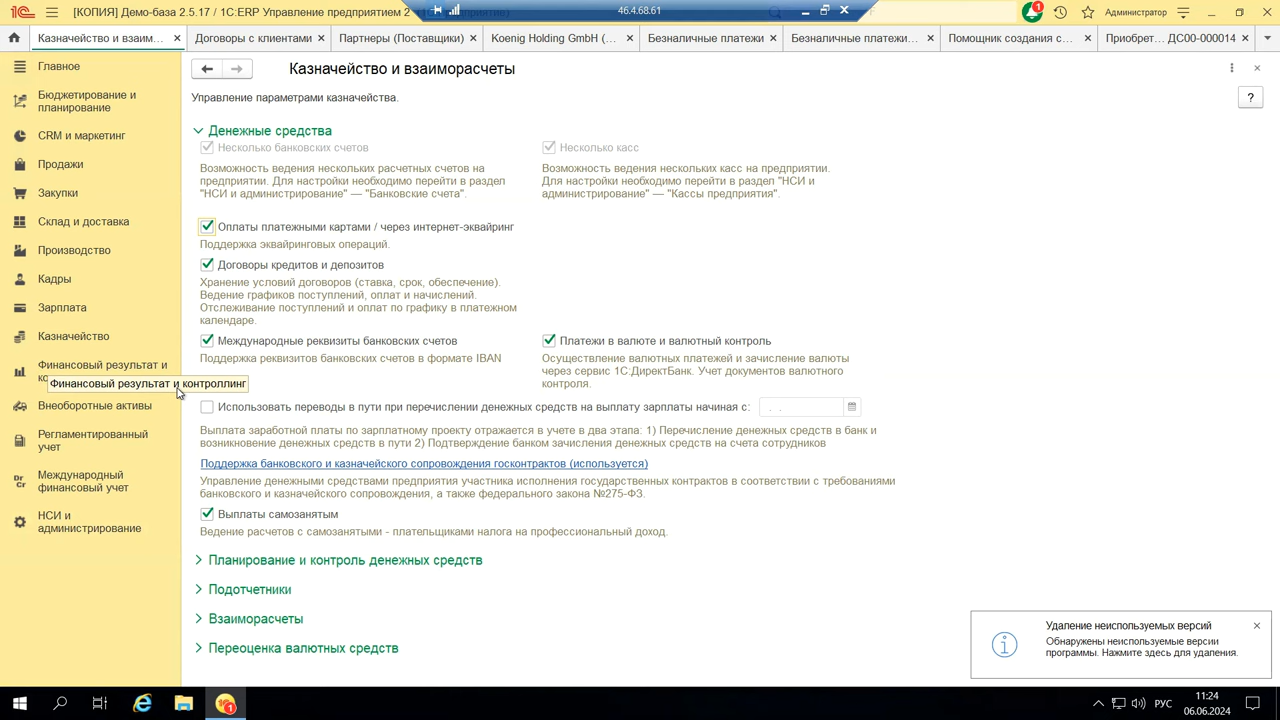 [КОПИЯ] Демо-база 2.5.17 / 1С:ERP Управление предприятием 2
46.4.68.61
1
Администратор
Казначейство и взаим...
Договоры с клиентами
Партнеры (Поставщики)
Koenig Holding GmbH (...
Безналичные платежи
Безналичные платежи...
Помощник создания с...
Приобрет... ДС00-000014
Главное
Бюджетирование и
планирование
CRM и маркетинг
Продажи
Закупки
Склад и доставка
Производство
Кадры
Зарплата
Казначейство
Финансовый результат и
Финансовый результат и контроллинг
Внеоборотные активы
Регламентированный
учет
Dr
Cr
Международный
финансовый учет
НСИ и
администрирование
Казначейство и взаиморасчеты
?
Управление параметрами казначейства.
Денежные средства
Несколько банковских счетов
Возможность ведения нескольких расчетных счетов на
предприятии. Для настройки необходимо перейти в раздел
"НСИ и администрирование" — "Банковские счета".
Несколько касс
Возможность ведения нескольких касс на предприятии.
Для настройки необходимо перейти в раздел "НСИ и
администрирование" — "Кассы предприятия".
Оплаты платежными картами / через интернет-эквайринг
Поддержка эквайринговых операций.
Договоры кредитов и депозитов
Хранение условий договоров (ставка, срок, обеспечение).
Ведение графиков поступлений, оплат и начислений.
Отслеживание поступлений и оплат по графику в платежном
календаре.
Международные реквизиты банковских счетов
Поддержка реквизитов банковских счетов в формате IBAN
Платежи в валюте и валютный контроль
Осуществление валютных платежей и зачисление валюты
через сервис 1С:ДиректБанк. Учет документов валютного
контроля.
Использовать переводы в пути при перечислении денежных средств на выплату зарплаты начиная с:
. .
Выплата заработной платы по зарплатному проекту отражается в учете в два этапа: 1) Перечисление денежных средств в банк и
возникновение денежных средств в пути 2) Подтверждение банком зачисления денежных средств на счета сотрудников
Поддержка банковского и казначейского сопровождения госконтрактов (используется)
Управление денежными средствами предприятия участника исполнения государственных контрактов в соответствии с требованиями
банковского и казначейского сопровождения, а также федерального закона №275-ФЗ.
Выплаты самозанятым
Ведение расчетов с самозанятыми - плательщиками налога на профессиональный доход.
Планирование и контроль денежных средств
Подотчетники
Взаиморасчеты
Переоценка валютных средств
Удаление неиспользуемых версий
Обнаружены неиспользуемые версии
программы. Нажмите здесь для удаления.
1
РУС
11:24
06.06.2024